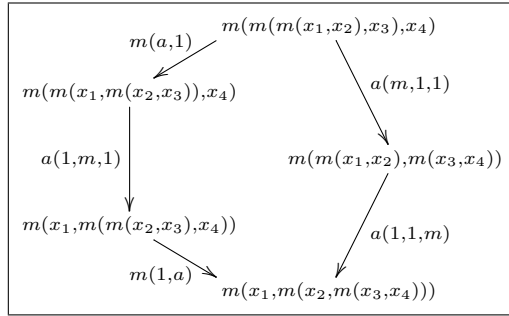 m(m(m(x₁,x₂),x₃),x₄)
m(a,1)
m(m(x₁,m(x₂,x₃)),x₄)
a(m,1,1)
a(1,m,1)
m(m(x₁,x₂),m(x₃,x₄))
m(x₁,m(m(x₂,x₃),x₄))
a(1,1,m)
m(1,a)
m(x₁,m(x₂,m(x₃,x₄)))